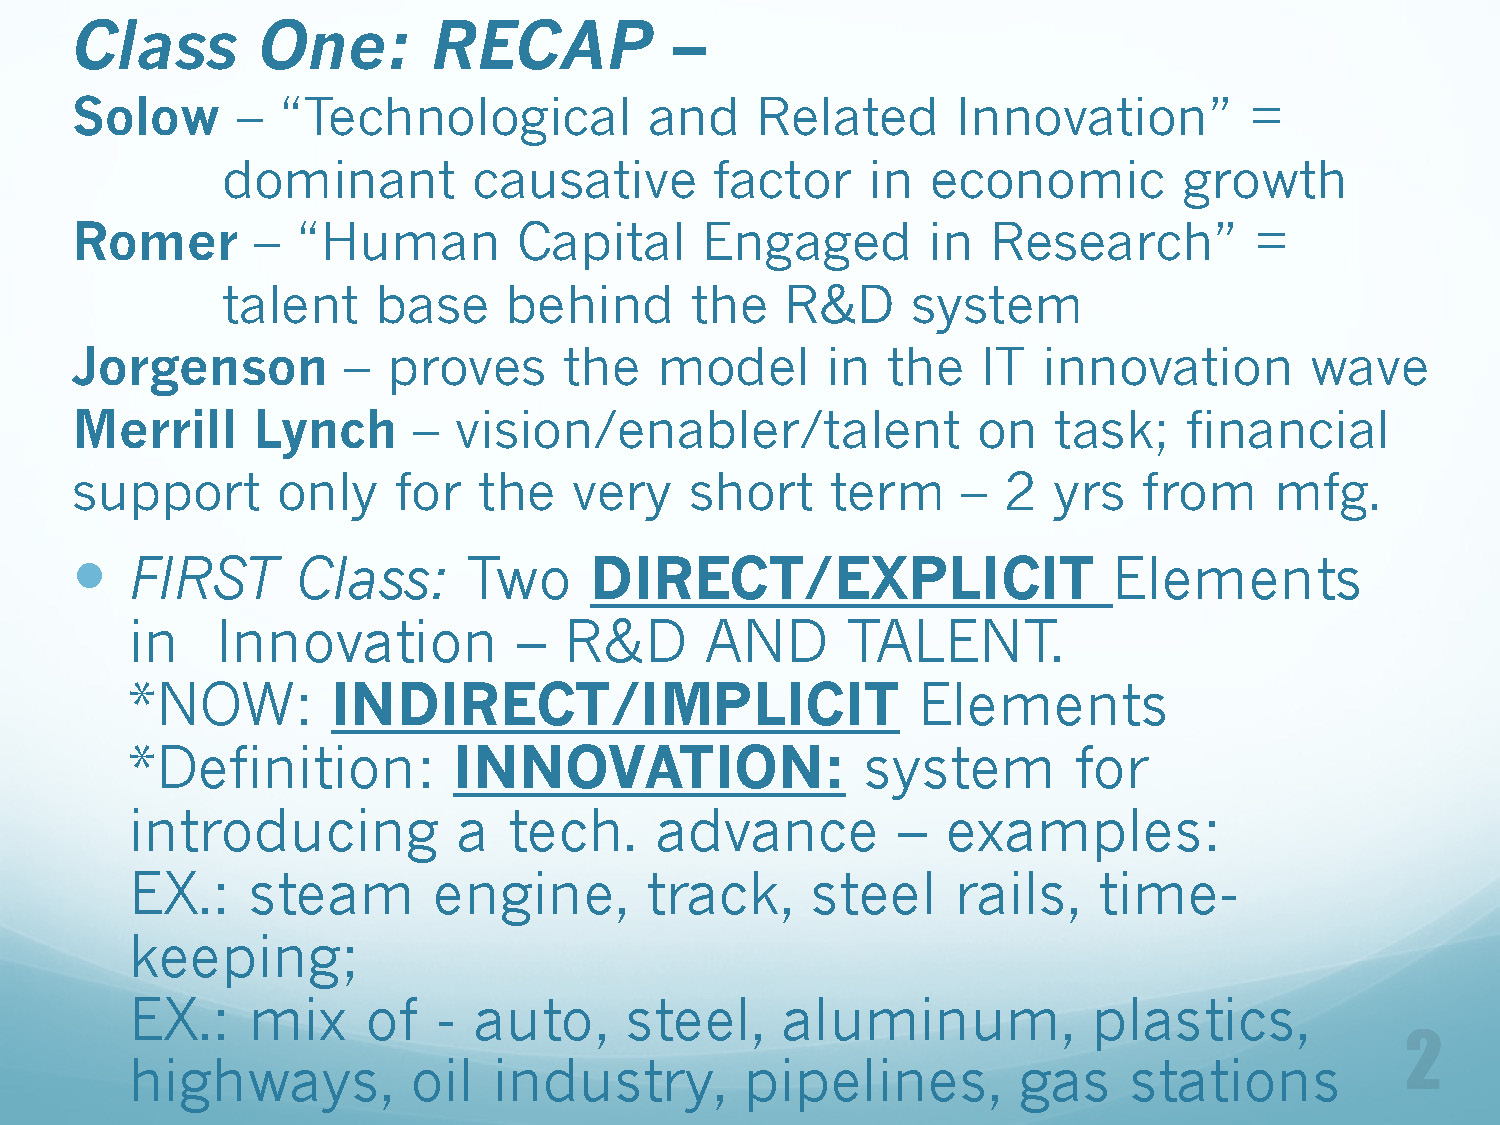 Class One: RECAP –
Solow – “Technological and Related Innovation” =
dominant causative factor in economic growth
Romer – “Human Capital Engaged in Research” =
talent base behind the R&D system
Jorgenson – proves the model in the IT innovation wave
Merrill Lynch – vision/enabler/talent on task; financial
support only for the very short term – 2 yrs from mfg.
• FIRST Class: Two DIRECT/EXPLICIT Elements
in Innovation – R&D AND TALENT.
*NOW: INDIRECT/IMPLICIT Elements
*Definition: INNOVATION: system for
introducing a tech. advance – examples:
EX.: steam engine, track, steel rails, time-
keeping;
EX.: mix of - auto, steel, aluminum, plastics,
highways, oil industry, pipelines, gas stations
2